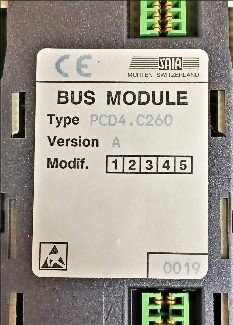 CE SAIA
MURTEN SWITZERLAND
BUS MODULE
Type PCD4.C260
Version A
Modif. 1 2 3 4 5
0019